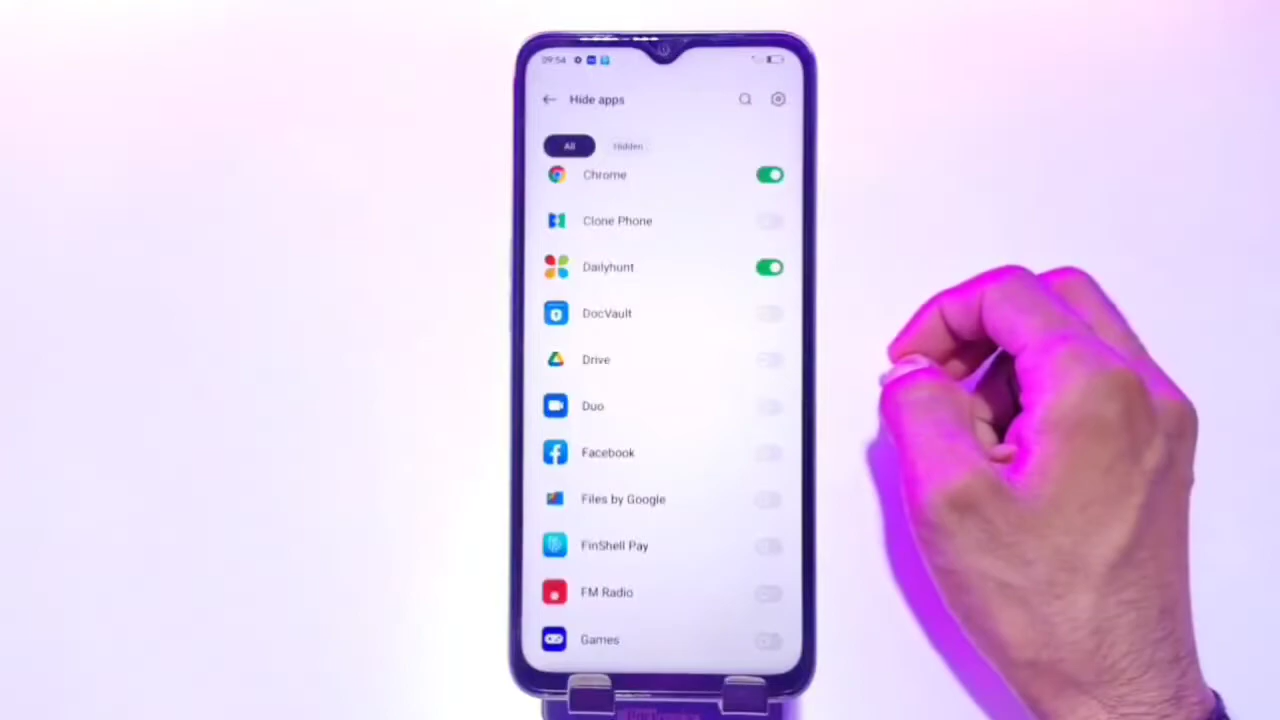 09:54
Hide apps
All
Hidden
Chrome
Clone Phone
Dailyhunt
DocVault
Drive
Duo
Facebook
Files by Google
FinShell Pay
FM Radio
Games